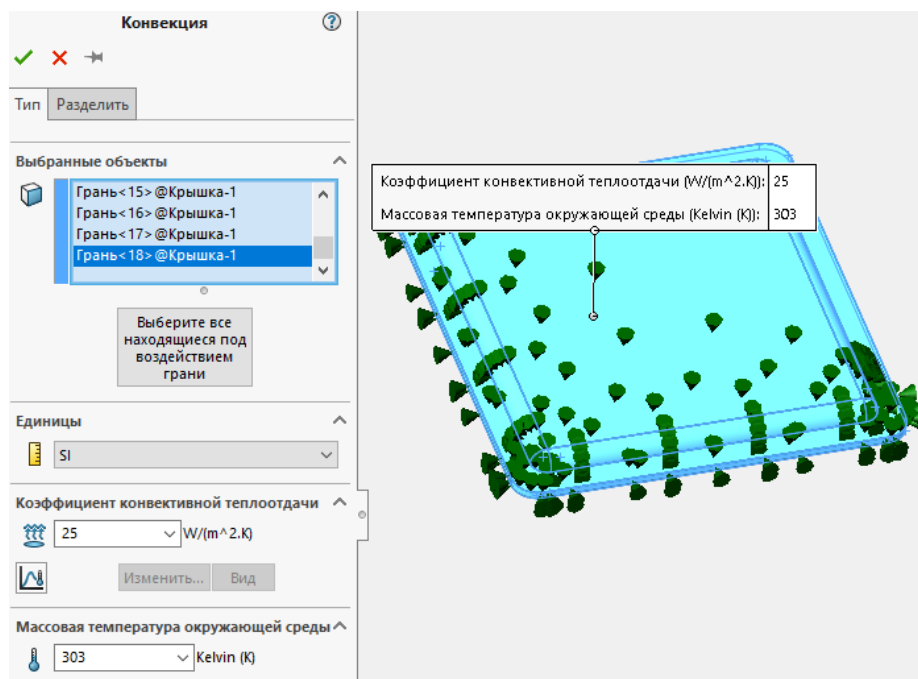 Конвекция
Тип Разделить
Выбранные объекты
Грань<15>@Крышка-1
Грань<16>@Крышка-1
Грань<17>@Крышка-1
Грань<18>@Крышка-1
Выберите все
находящиеся под
воздействием
грани
Единицы
SI
Коэффициент конвективной теплоотдачи
25 W/(m^2.K)
Изменить... Вид
Массовая температура окружающей среды
303 Kelvin (K)
Коэффициент конвективной теплоотдачи (W/(m^2.K)): 25
Массовая температура окружающей среды (Kelvin (K)): 303